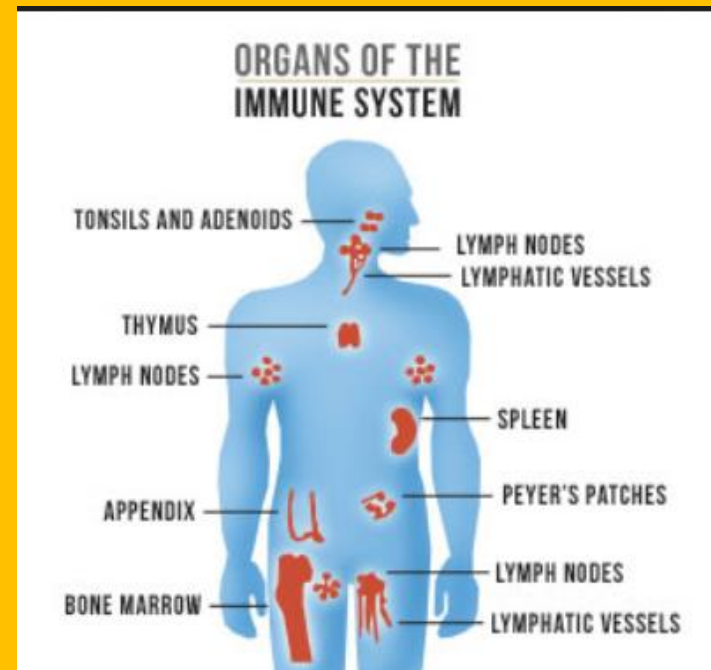 ORGANS OF THE
IMMUNE SYSTEM
TONSILS AND ADENOIDS
LYMPH NODES
LYMPHATIC VESSELS
THYMUS
LYMPH NODES
SPLEEN
PEYER'S PATCHES
APPENDIX
LYMPH NODES
BONE MARROW
LYMPHATIC VESSELS